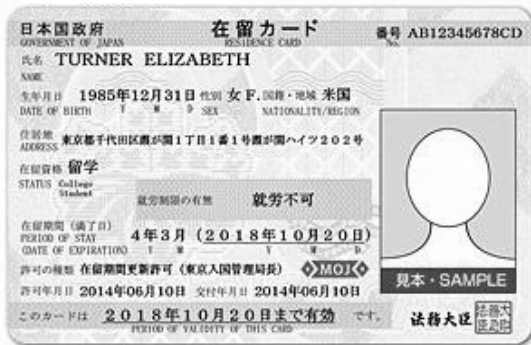 日本国政府 在留カード 番号 AB12345678CD
GOVERNMENT OF JAPAN RESIDENCE CARD No.
氏名 TURNER ELIZABETH
NAME
生年月日 1985年12月31日 性別 女 F. 国籍・地域 米国
DATE OF BIRTH Y M D SEX NATIONALITY/REGION
住居地 東京都千代田区霞が関1丁目1番1号霞が関ハイツ202号
ADDRESS
在留資格 留学
STATUS College
Student
就労制限の有無 就労不可
在留期間(満了日) 4年3月(2018年10月20日)
PERIOD OF STAY
(DATE OF EXPIRATION) Y M Y M D
許可の種類 在留期間更新許可(東京入国管理局長) MOJ
見本・SAMPLE
許可年月日 2014年06月10日 交付年月日 2014年06月10日
このカードは 2018年10月20日まで有効 です。
PERIOD OF VALIDITY OF THIS CARD
法務大臣